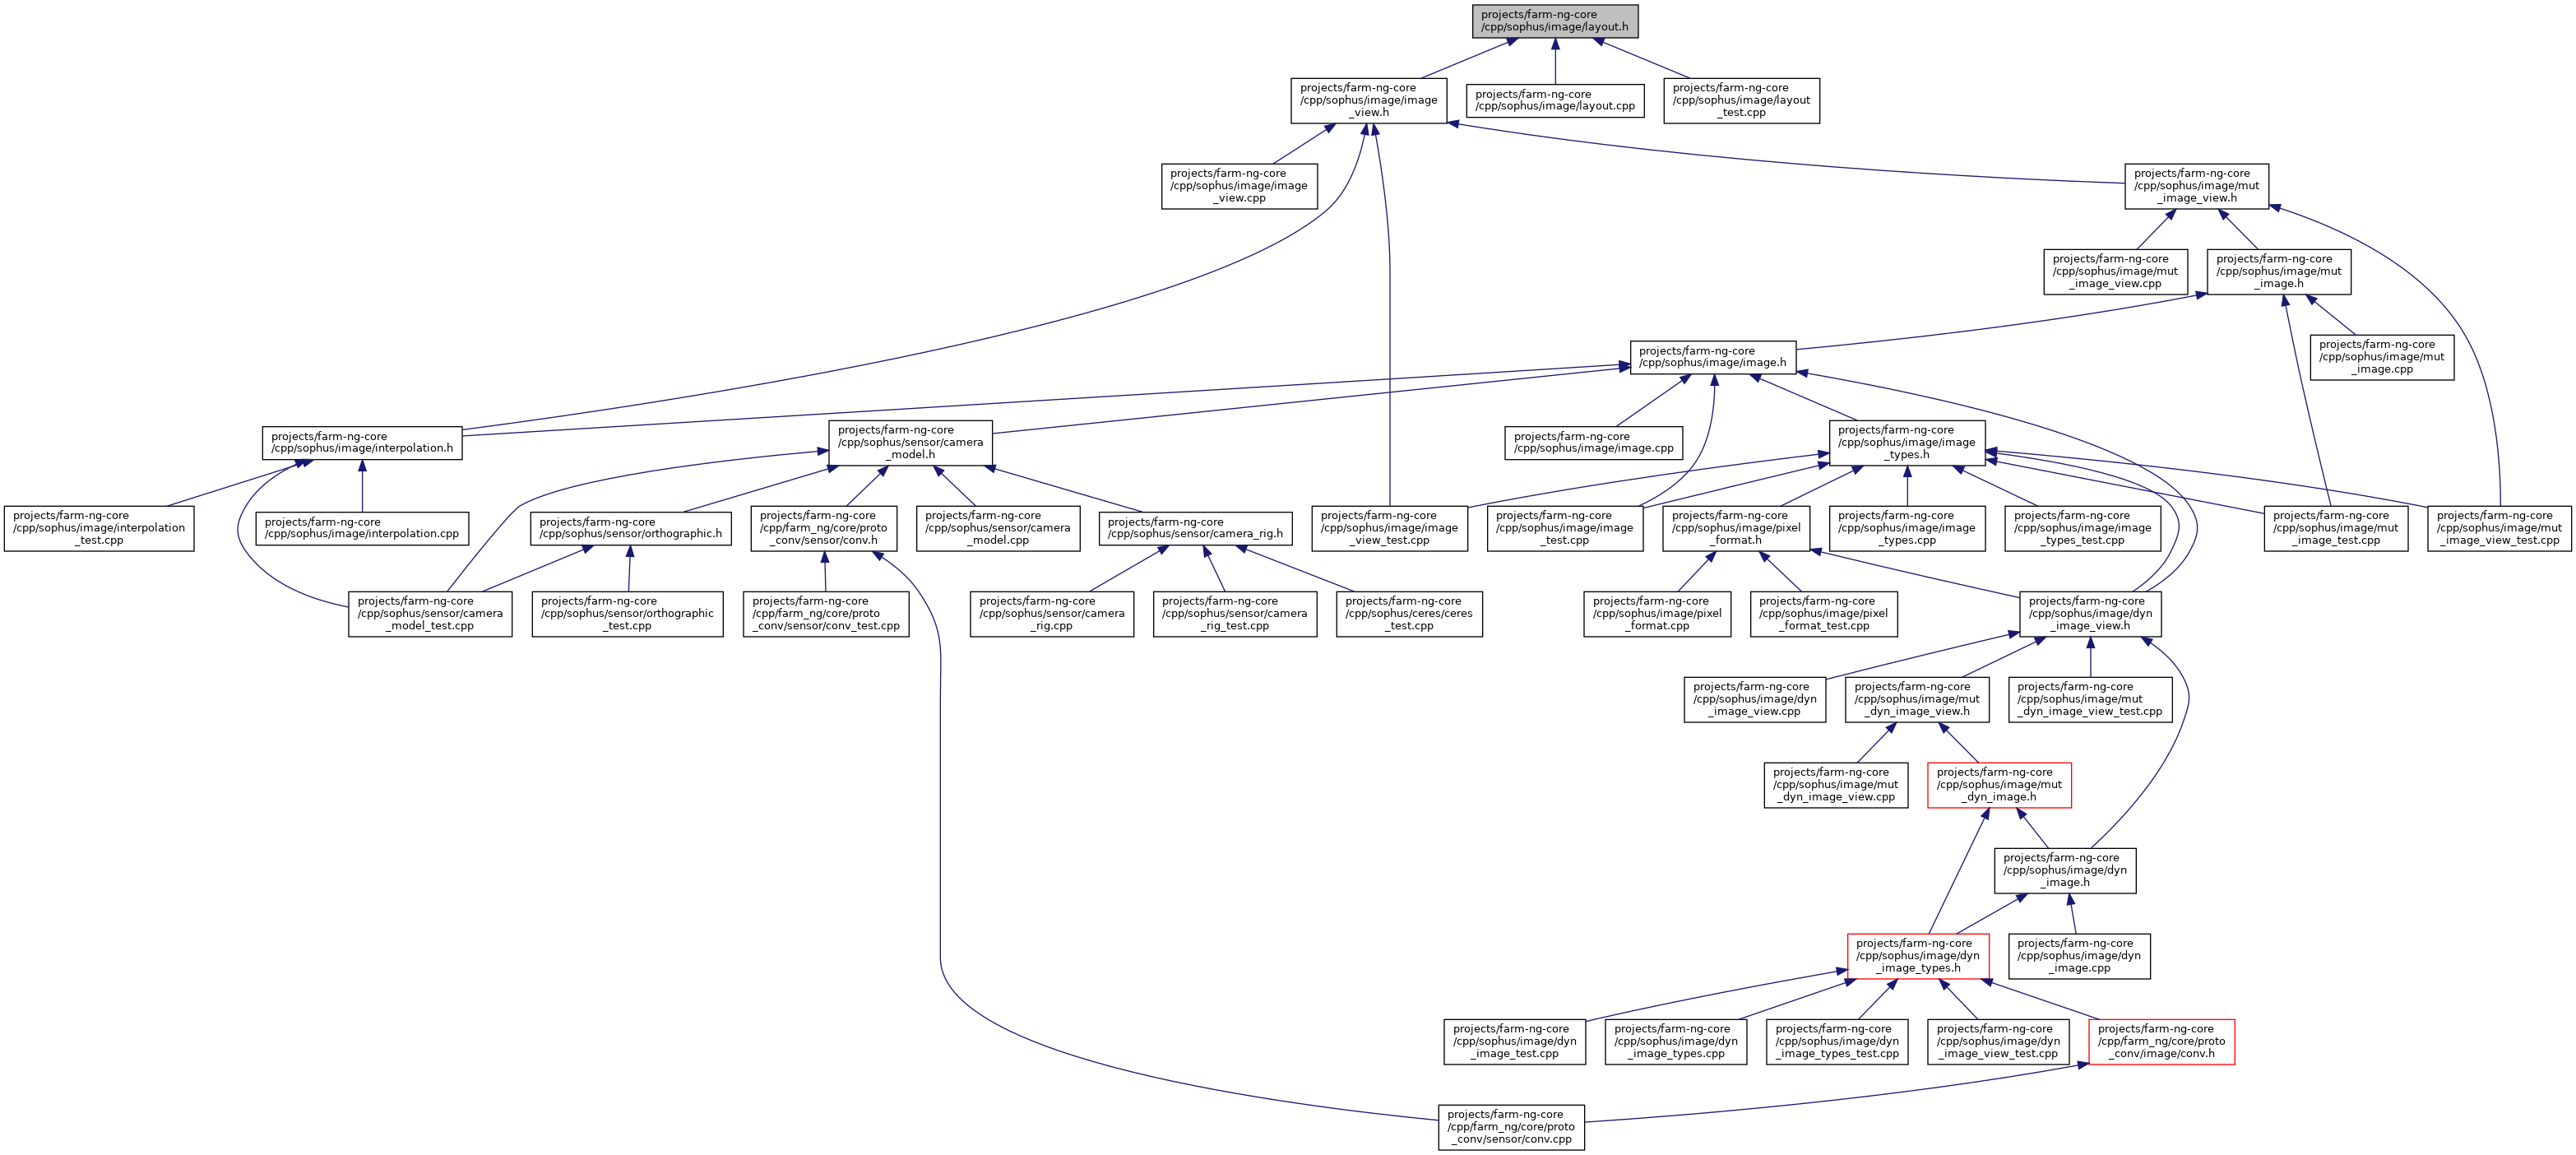 projects/farm-ng-core
/cpp/sophus/image/layout.h
projects/farm-ng-core
/cpp/sophus/image/image
_view.h
projects/farm-ng-core
/cpp/sophus/image/layout.cpp
projects/farm-ng-core
/cpp/sophus/image/layout
_test.cpp
projects/farm-ng-core
/cpp/sophus/image/image
_view.cpp
projects/farm-ng-core
/cpp/sophus/image/mut
_image_view.h
projects/farm-ng-core
/cpp/sophus/image/mut
_image_view.cpp
projects/farm-ng-core
/cpp/sophus/image/mut
_image.h
projects/farm-ng-core
/cpp/sophus/image/image.h
projects/farm-ng-core
/cpp/sophus/image/mut
_image.cpp
projects/farm-ng-core
/cpp/sophus/image/interpolation.h
projects/farm-ng-core
/cpp/sophus/sensor/camera
_model.h
projects/farm-ng-core
/cpp/sophus/image/image.cpp
projects/farm-ng-core
/cpp/sophus/image/image
_types.h
projects/farm-ng-core
/cpp/sophus/image/interpolation
_test.cpp
projects/farm-ng-core
/cpp/sophus/image/interpolation.cpp
projects/farm-ng-core
/cpp/sophus/sensor/orthographic.h
projects/farm-ng-core
/cpp/farm_ng/core/proto
_conv/sensor/conv.h
projects/farm-ng-core
/cpp/sophus/sensor/camera
_model.cpp
projects/farm-ng-core
/cpp/sophus/sensor/camera_rig.h
projects/farm-ng-core
/cpp/sophus/image/image
_view_test.cpp
projects/farm-ng-core
/cpp/sophus/image/image
_test.cpp
projects/farm-ng-core
/cpp/sophus/image/pixel
_format.h
projects/farm-ng-core
/cpp/sophus/image/image
_types.cpp
projects/farm-ng-core
/cpp/sophus/image/image
_types_test.cpp
projects/farm-ng-core
/cpp/sophus/image/mut
_image_test.cpp
projects/farm-ng-core
/cpp/sophus/image/mut
_image_view_test.cpp
projects/farm-ng-core
/cpp/sophus/sensor/camera
_model_test.cpp
projects/farm-ng-core
/cpp/sophus/sensor/orthographic
_test.cpp
projects/farm-ng-core
/cpp/farm_ng/core/proto
_conv/sensor/conv_test.cpp
projects/farm-ng-core
/cpp/sophus/sensor/camera
_rig.cpp
projects/farm-ng-core
/cpp/sophus/sensor/camera
_rig_test.cpp
projects/farm-ng-core
/cpp/sophus/ceres/ceres
_test.cpp
projects/farm-ng-core
/cpp/sophus/image/pixel
_format.cpp
projects/farm-ng-core
/cpp/sophus/image/pixel
_format_test.cpp
projects/farm-ng-core
/cpp/sophus/image/dyn
_image_view.h
projects/farm-ng-core
/cpp/sophus/image/dyn
_image_view.cpp
projects/farm-ng-core
/cpp/sophus/image/mut
_dyn_image_view.h
projects/farm-ng-core
/cpp/sophus/image/mut
_dyn_image_view_test.cpp
projects/farm-ng-core
/cpp/sophus/image/mut
_dyn_image_view.cpp
projects/farm-ng-core
/cpp/sophus/image/mut
_dyn_image.h
projects/farm-ng-core
/cpp/sophus/image/dyn
_image.h
projects/farm-ng-core
/cpp/sophus/image/dyn
_image_types.h
projects/farm-ng-core
/cpp/sophus/image/dyn
_image.cpp
projects/farm-ng-core
/cpp/sophus/image/dyn
_image_test.cpp
projects/farm-ng-core
/cpp/sophus/image/dyn
_image_types.cpp
projects/farm-ng-core
/cpp/sophus/image/dyn
_image_types_test.cpp
projects/farm-ng-core
/cpp/sophus/image/dyn
_image_view_test.cpp
projects/farm-ng-core
/cpp/farm_ng/core/proto
_conv/image/conv.h
projects/farm-ng-core
/cpp/farm_ng/core/proto
_conv/sensor/conv.cpp